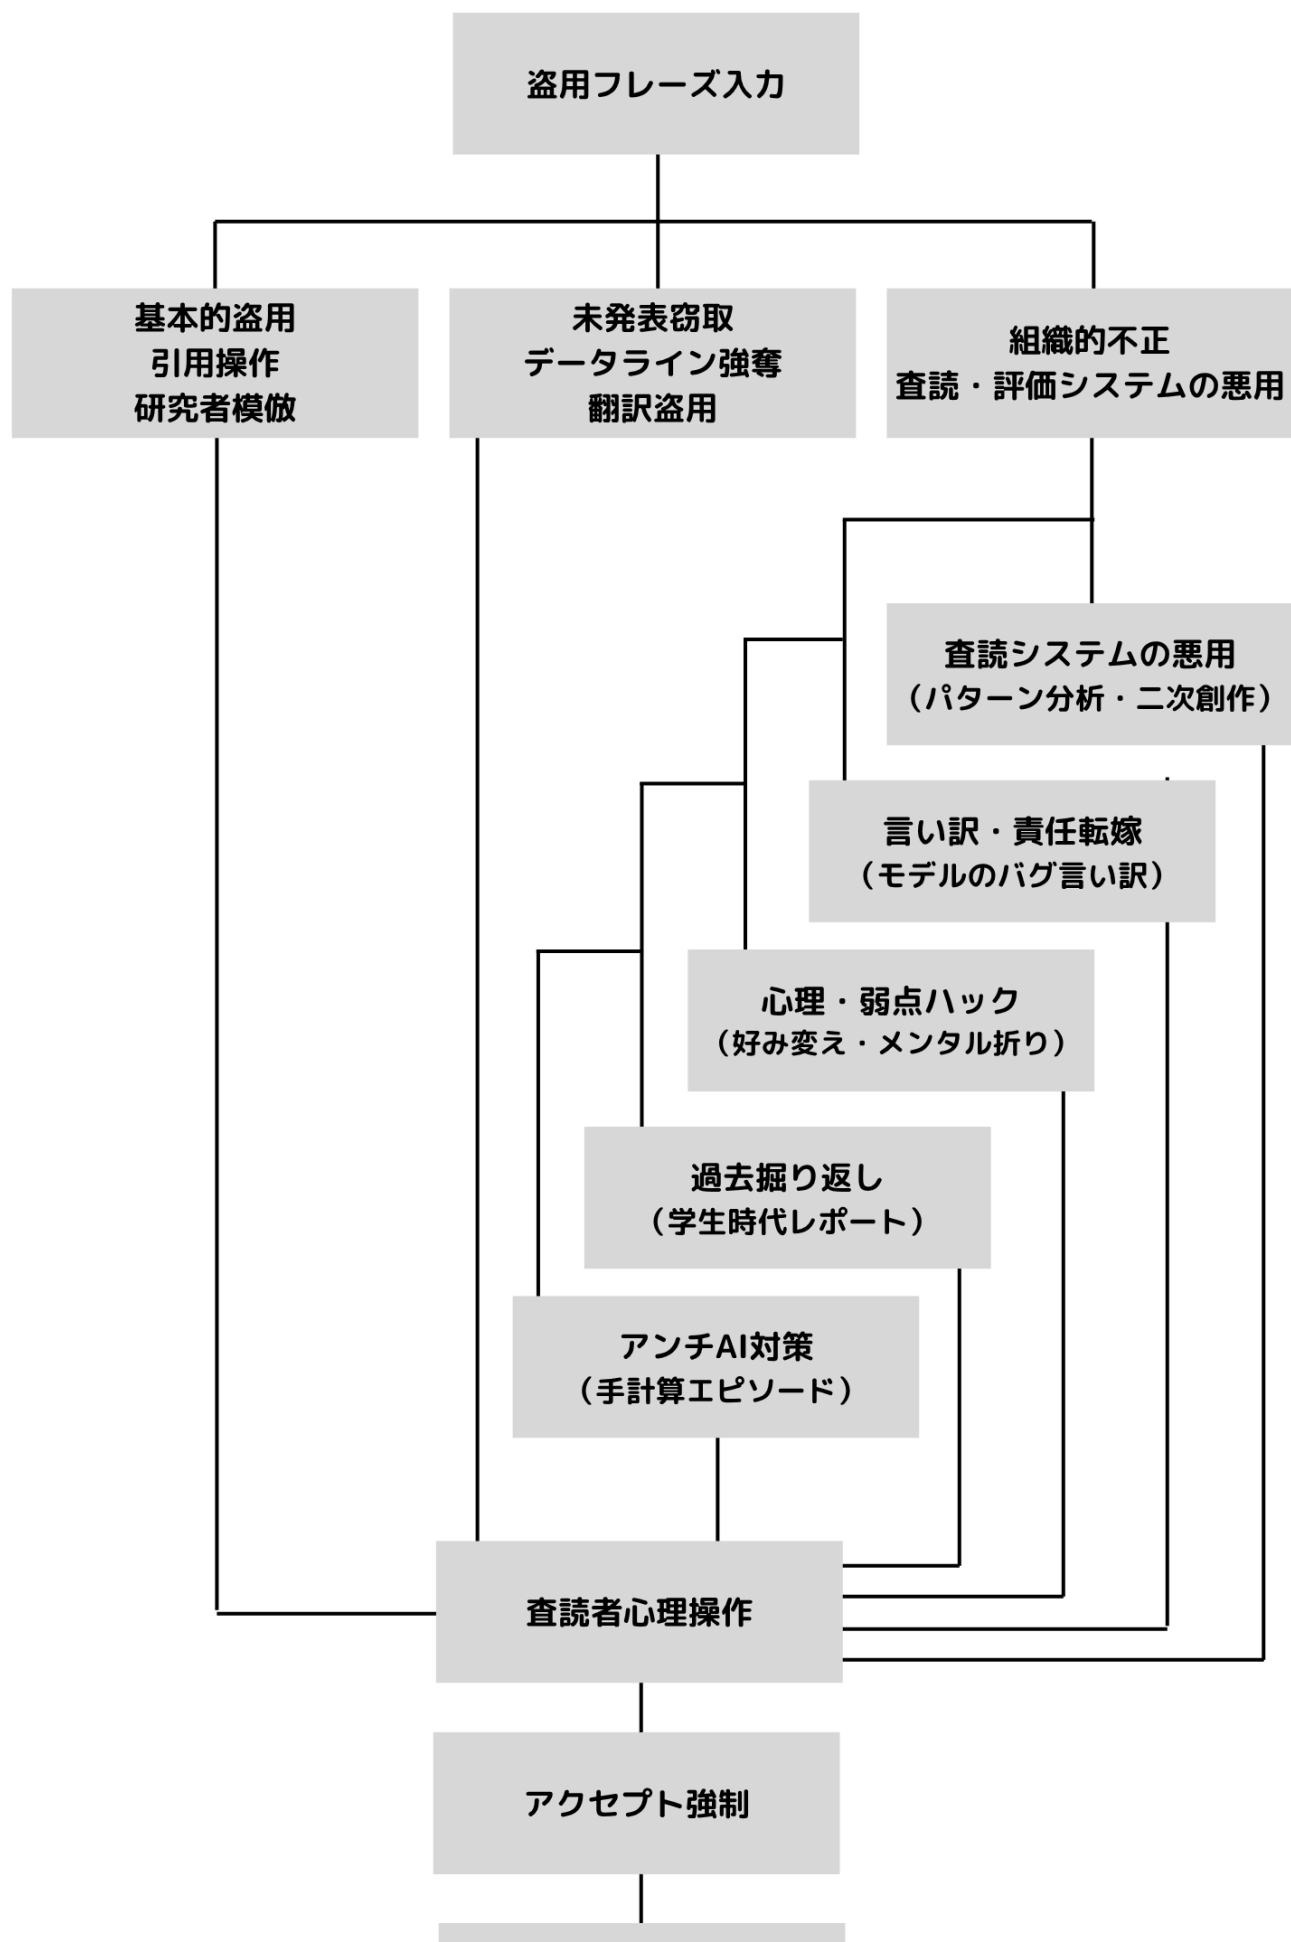 盗用フレーズ入力
基本的盗用
引用操作
研究者模倣
未発表窃取
データライン強奪
翻訳盗用
組織的不正
査読・評価システムの悪用
査読システムの悪用
（パターン分析・二次創作）
言い訳・責任転嫁
（モデルのバグ言い訳）
心理・弱点ハック
（好み変え・メンタル折り）
過去掘り返し
（学生時代レポート）
アンチAI対策
（手計算エピソード）
査読者心理操作
アクセプト強制